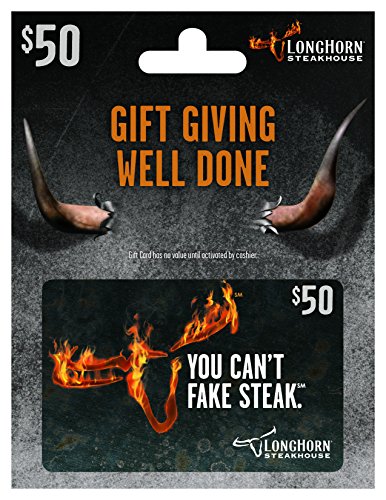 $50
LONGHORN
STEAKHOUSE
GIFT GIVING
WELL DONE
Gift Card has no value until activated by cashier.
$50
SM
YOU CAN'T
FAKE STEAK.SM
LONGHORN
STEAKHOUSE